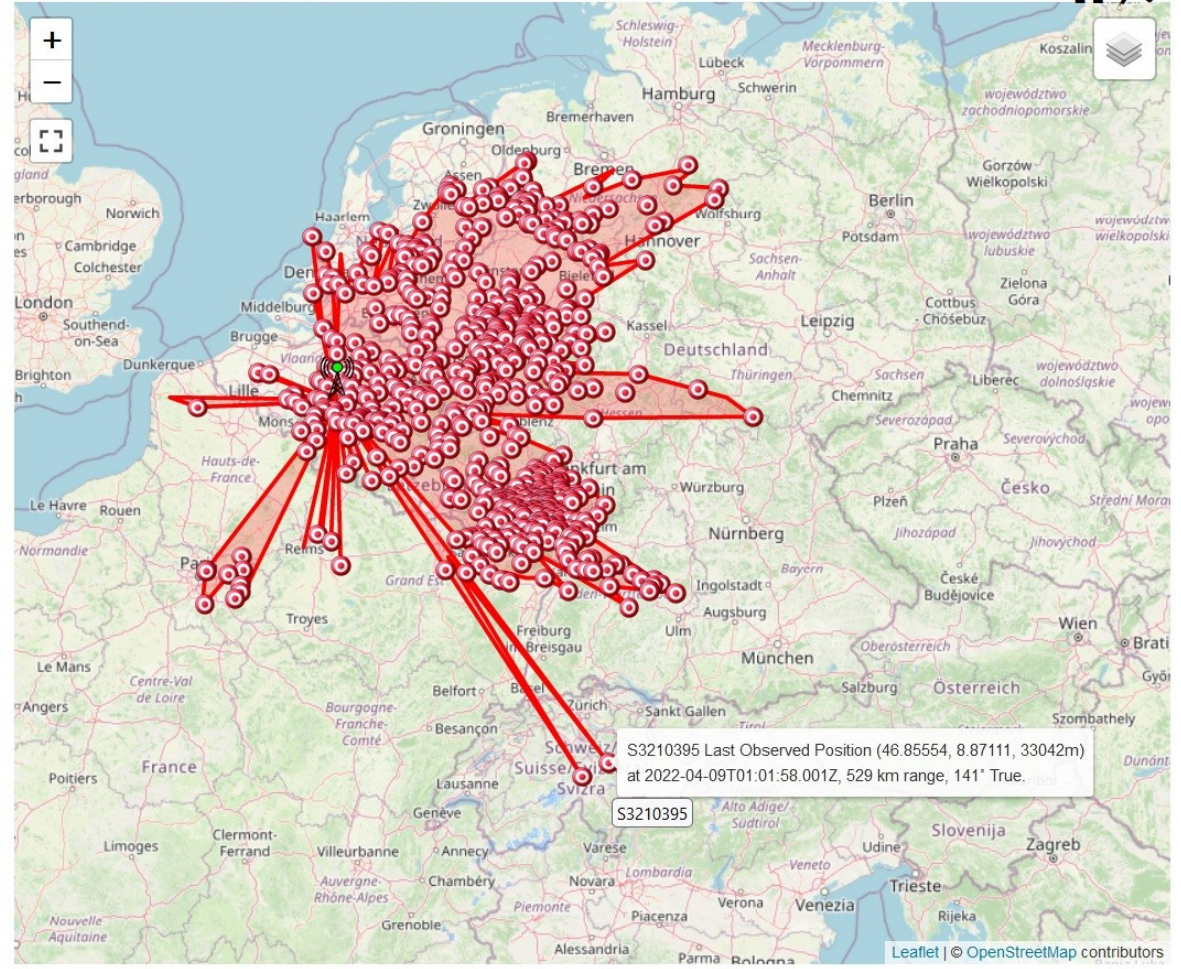 +
−
Schleswig-
Holstein
Mecklenburg-
Vorpommern
Koszalin
Lübeck
Schwerin
Hamburg
województwo
zachodniopomorskie
Bremerhaven
Groningen
Oldenburg
Assen
Bremen
Gorzów
Wielkopolski
Norwich
Haarlem
Wolfsburg
Berlin
Potsdam
Hannover
województwo
lubuskie
Cambridge
Colchester
Sachsen-
Anhalt
Zielona
Góra
London
Middelburg
Cottbus
- Chóśebuz
Southend-
on-Sea
Brugge
Kassel
Leipzig
Deutschland
Brighton
Dunkerque
Lille
Thüringen
Sachsen
Liberec
województwo
dolnośląskie
Chemnitz
Hessen
Severozápad
Praha
Severovýchod
Hauts-de-
France
Česko
Würzburg
Plzeň
Le Havre
Rouen
Nürnberg
Jihozápad
Jihovýchod
Normandie
Reims
Grand Est
Bayern
Ingolstadt
České
Budějovice
Augsburg
Troyes
Freiburg
im Breisgau
Ulm
Wien
München
Oberösterreich
Le Mans
Centre-Val
de Loire
Salzburg
Österreich
Angers
Belfort
Zürich
Sankt Gallen
Szombathely
Bourgogne-
Franche-
Comté
Besançon
Tirol
Schweiz/
Suisse/Svizzera/
Svizra
S3210395 Last Observed Position (46.85554, 8.87111, 33042m)
at 2022-04-09T01:01:58.001Z, 529 km range, 141° True.
France
Poitiers
Lausanne
S3210395
Genève
Alto Adige/
Südtirol
Slovenija
Limoges
Clermont-
Ferrand
Villeurbanne
Annecy
Varese
Udine
Zagreb
Chambéry
Novara
Lombardia
Veneto
Trieste
Auvergne-
Rhône-Alpes
Verona
Venezia
Piemonte
Piacenza
Rijeka
Nouvelle
Aquitaine
Grenoble
Alessandria
Parma
Bologna
Leaflet | © OpenStreetMap contributors